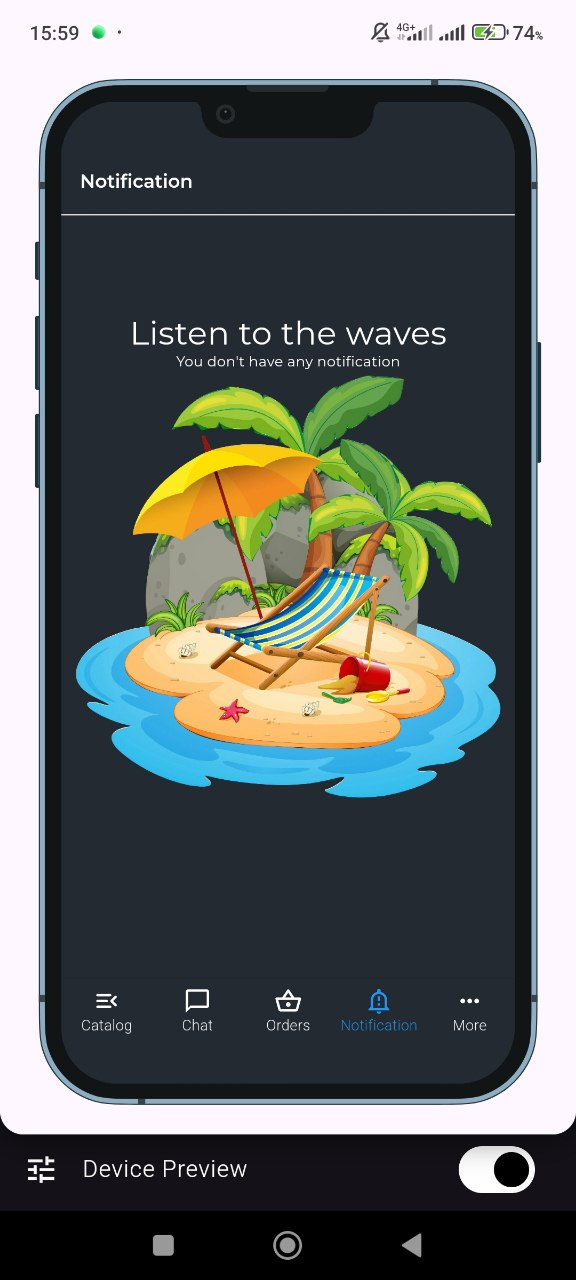 15:59
4G+ 74%
Notification
Listen to the waves
You don't have any notification
Catalog Chat Orders Notification More
Device Preview